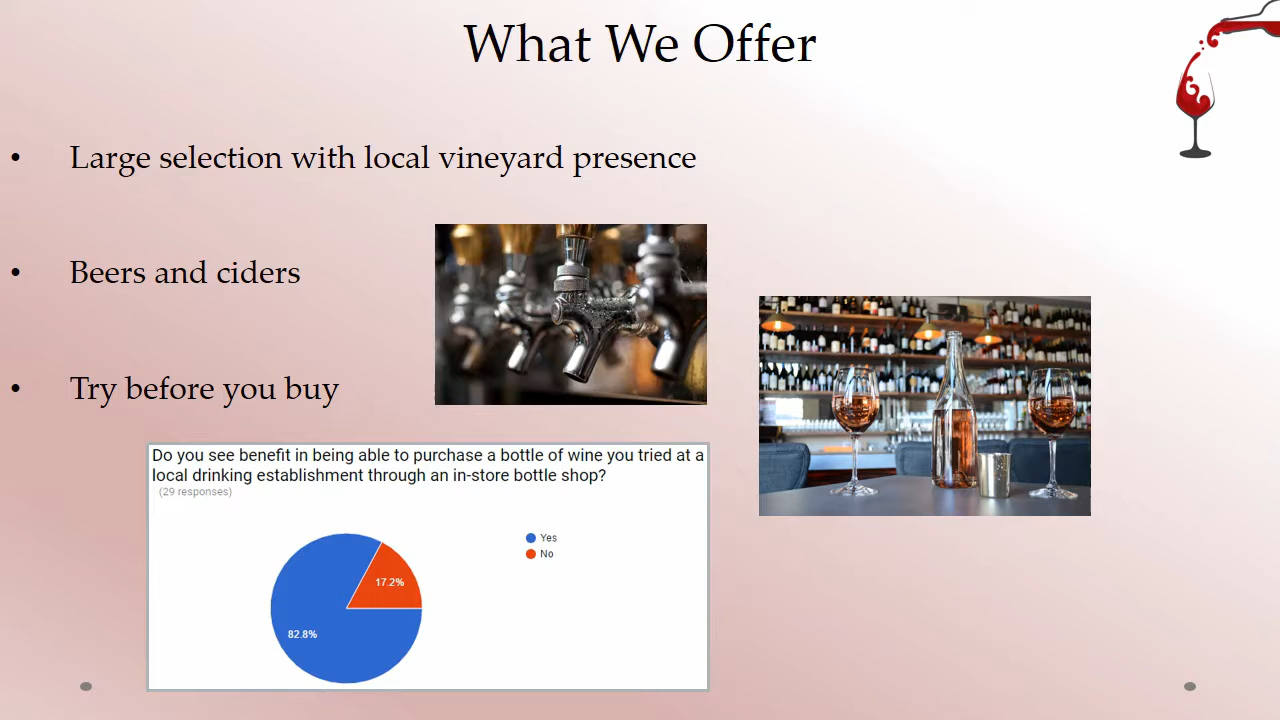 What We Offer
• Large selection with local vineyard presence
• Beers and ciders
• Try before you buy
Do you see benefit in being able to purchase a bottle of wine you tried at a
local drinking establishment through an in-store bottle shop?
(29 responses)
Yes
No
17.2%
82.8%